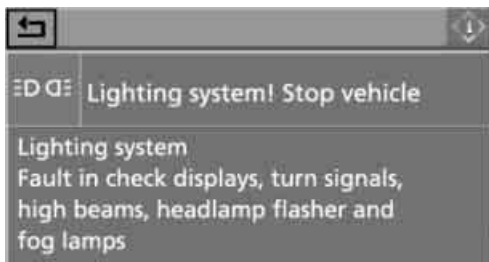 Lighting system! Stop vehicle
Lighting system
Fault in check displays, turn signals,
high beams, headlamp flasher and
fog lamps